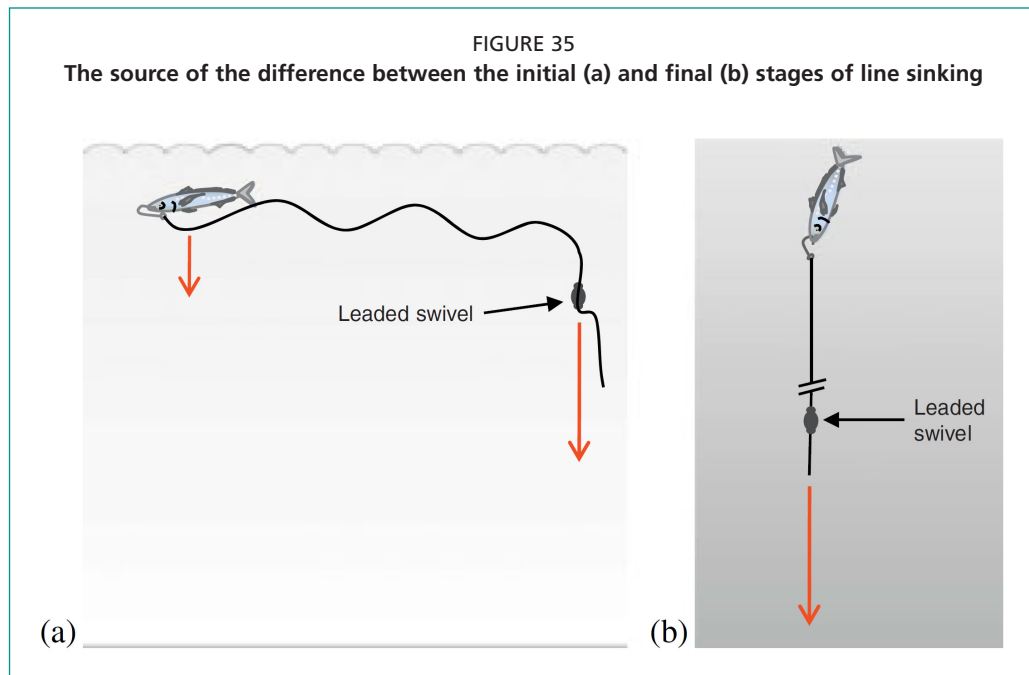 FIGURE 35
The source of the difference between the initial (a) and final (b) stages of line sinking
Leaded swivel
Leaded
swivel
(a)
(b)